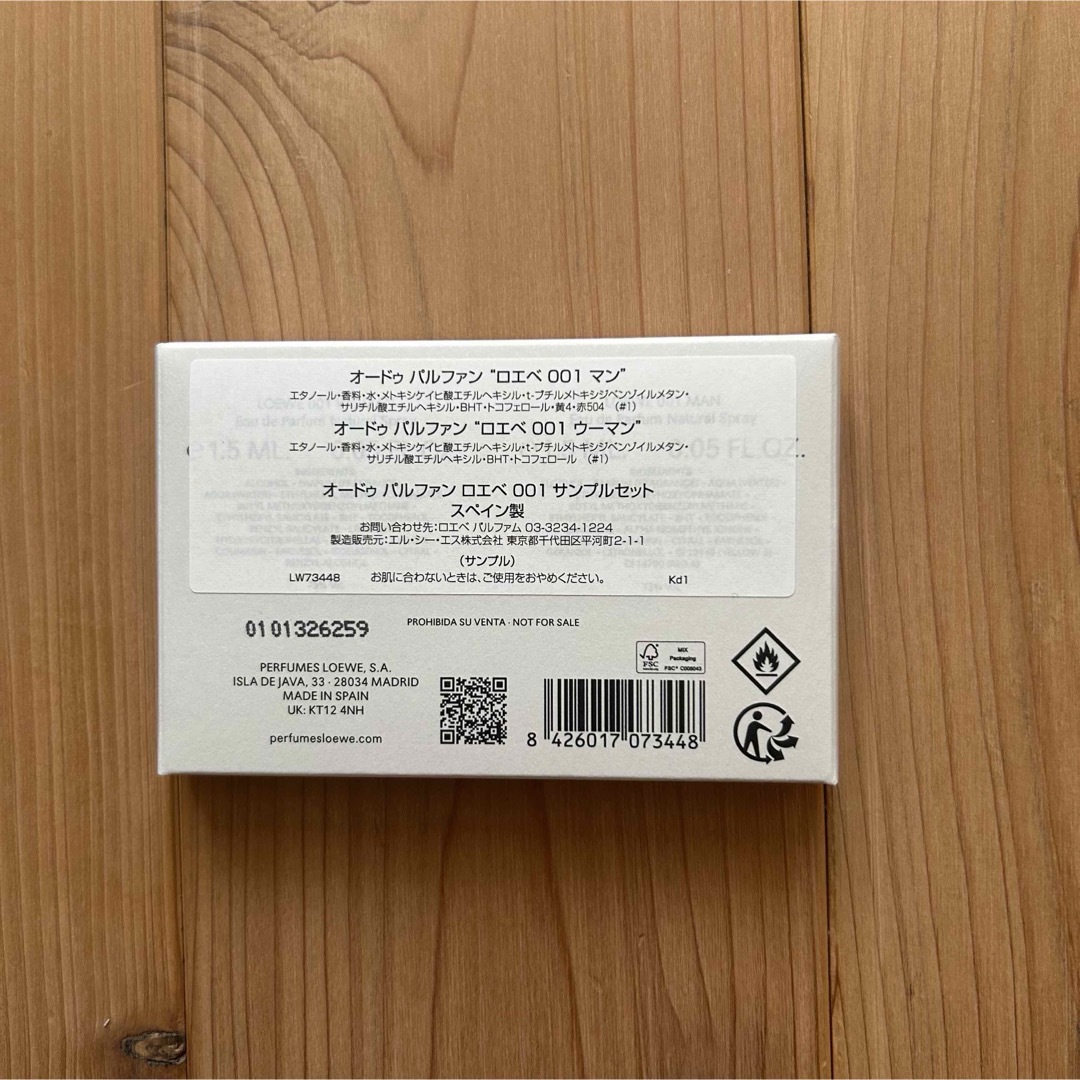 オードゥ パルファン “ロエベ 001 マン”
エタノール・香料・水・メトキシケイヒ酸エチルヘキシル・t-ブチルメトキシジベンゾイルメタン・
サリチル酸エチルヘキシル・BHT・トコフェロール・黄4・赤504 (#1)
オードゥ パルファン “ロエベ 001 ウーマン”
エタノール・香料・水・メトキシケイヒ酸エチルヘキシル・t-ブチルメトキシジベンゾイルメタン・
サリチル酸エチルヘキシル・BHT・トコフェロール (#1)
オードゥ パルファン ロエベ 001 サンプルセット
スペイン製
お問い合わせ先:ロエベ パルファム 03-3234-1224
製造販売元:エル・シー・エス株式会社 東京都千代田区平河町2-1-1
(サンプル)
LW73448 お肌に合わないときは、ご使用をおやめください。 Kd1
e 1.5 ML. 0.05 FL.OZ.
Eau de Parfum Natural Spray
0101326259
PROHIBIDA SU VENTA · NOT FOR SALE
PERFUMES LOEWE, S.A.
ISLA DE JAVA, 33 · 28034 MADRID
MADE IN SPAIN
UK: KT12 4NH
perfumesloewe.com
FSC
MIX
Packaging
FSC® C009043
8 426017 073448